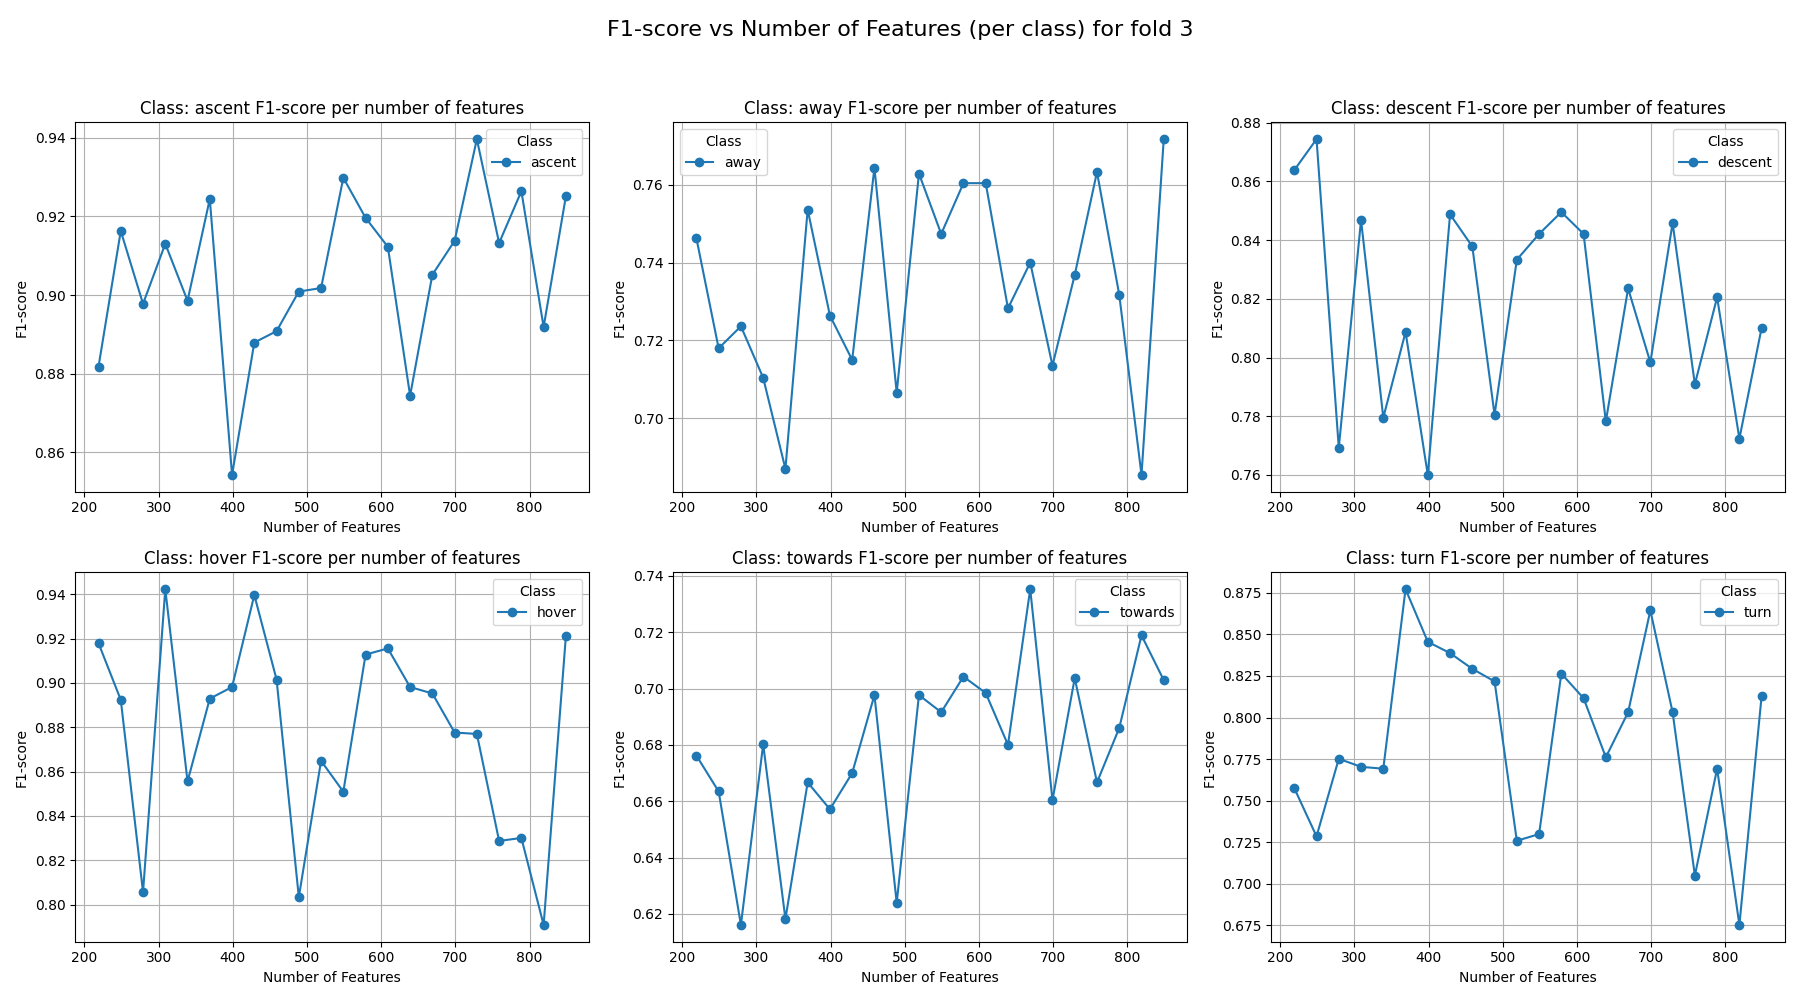 F1-score vs Number of Features (per class) for fold 3
Class: ascent F1-score per number of features
0.94
0.92
0.90
0.88
0.86
F1-score
Class
ascent
200 300 400 500 600 700 800
Number of Features
Class: away F1-score per number of features
0.76
0.74
0.72
0.70
F1-score
Class
away
200 300 400 500 600 700 800
Number of Features
Class: descent F1-score per number of features
0.88
0.86
0.84
0.82
0.80
0.78
0.76
F1-score
Class
descent
200 300 400 500 600 700 800
Number of Features
Class: hover F1-score per number of features
0.94
0.92
0.90
0.88
0.86
0.84
0.82
0.80
F1-score
Class
hover
200 300 400 500 600 700 800
Number of Features
Class: towards F1-score per number of features
0.74
0.72
0.70
0.68
0.66
0.64
0.62
F1-score
Class
towards
200 300 400 500 600 700 800
Number of Features
Class: turn F1-score per number of features
0.875
0.850
0.825
0.800
0.775
0.750
0.725
0.700
0.675
F1-score
Class
turn
200 300 400 500 600 700 800
Number of Features